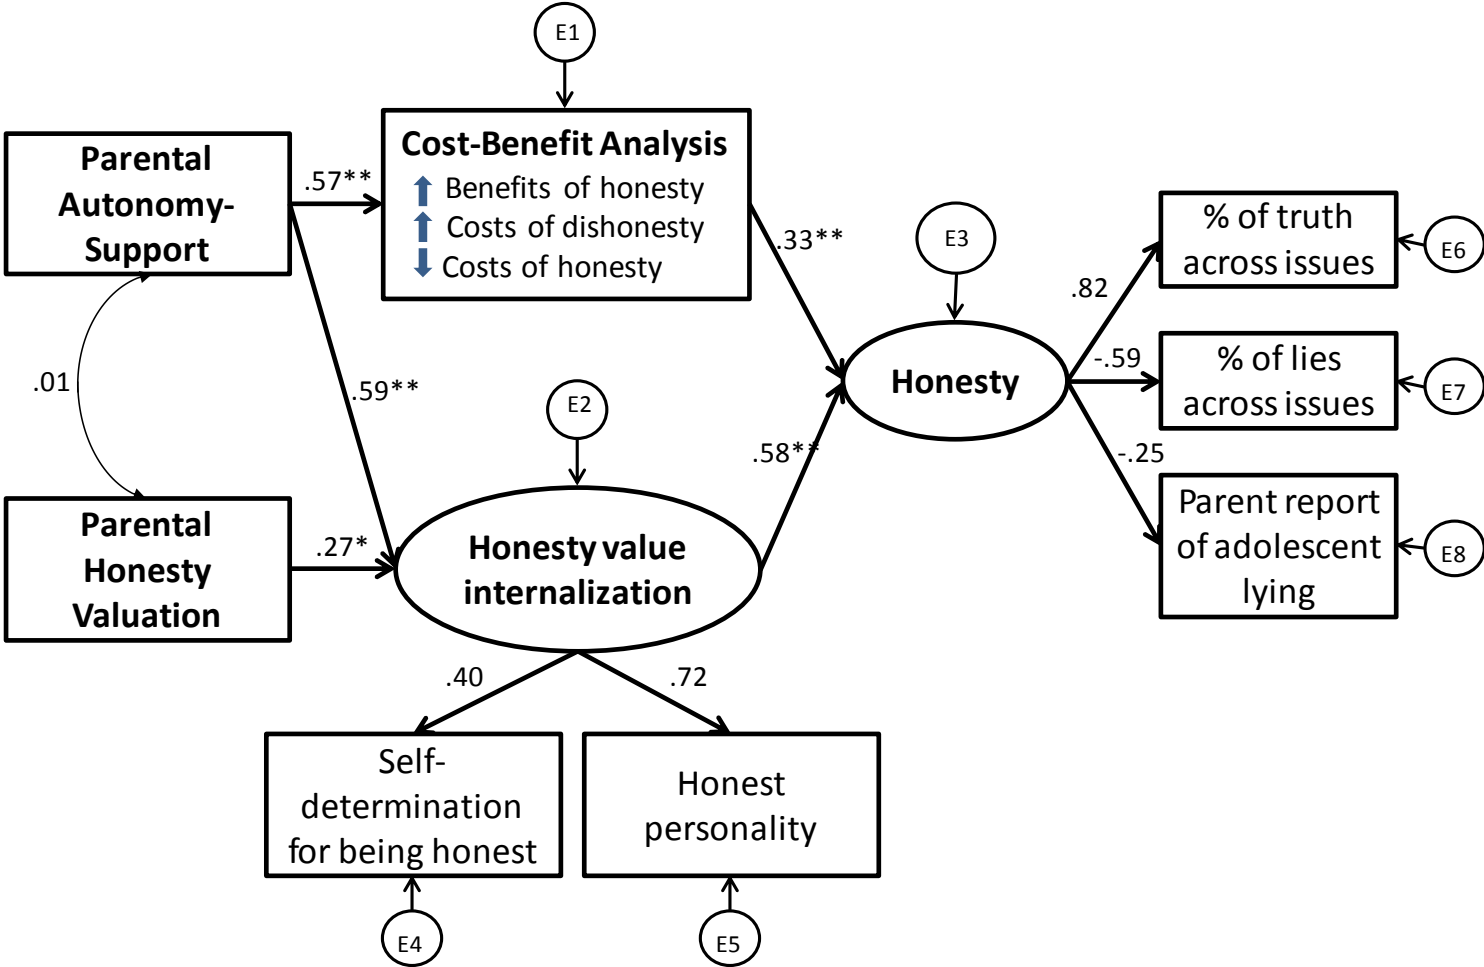 E1
Parental
Autonomy-
Support
.57**
Cost-Benefit Analysis
Benefits of honesty
Costs of dishonesty
Costs of honesty
.33**
E3
% of truth
across issues
E6
.82
.01
.59**
E2
Honesty
-.59
% of lies
across issues
E7
.58**
-.25
Parental
Honesty
Valuation
.27*
Honesty value
internalization
Parent report
of adolescent
lying
E8
.40
.72
Self-
determination
for being honest
Honest
personality
E4
E5